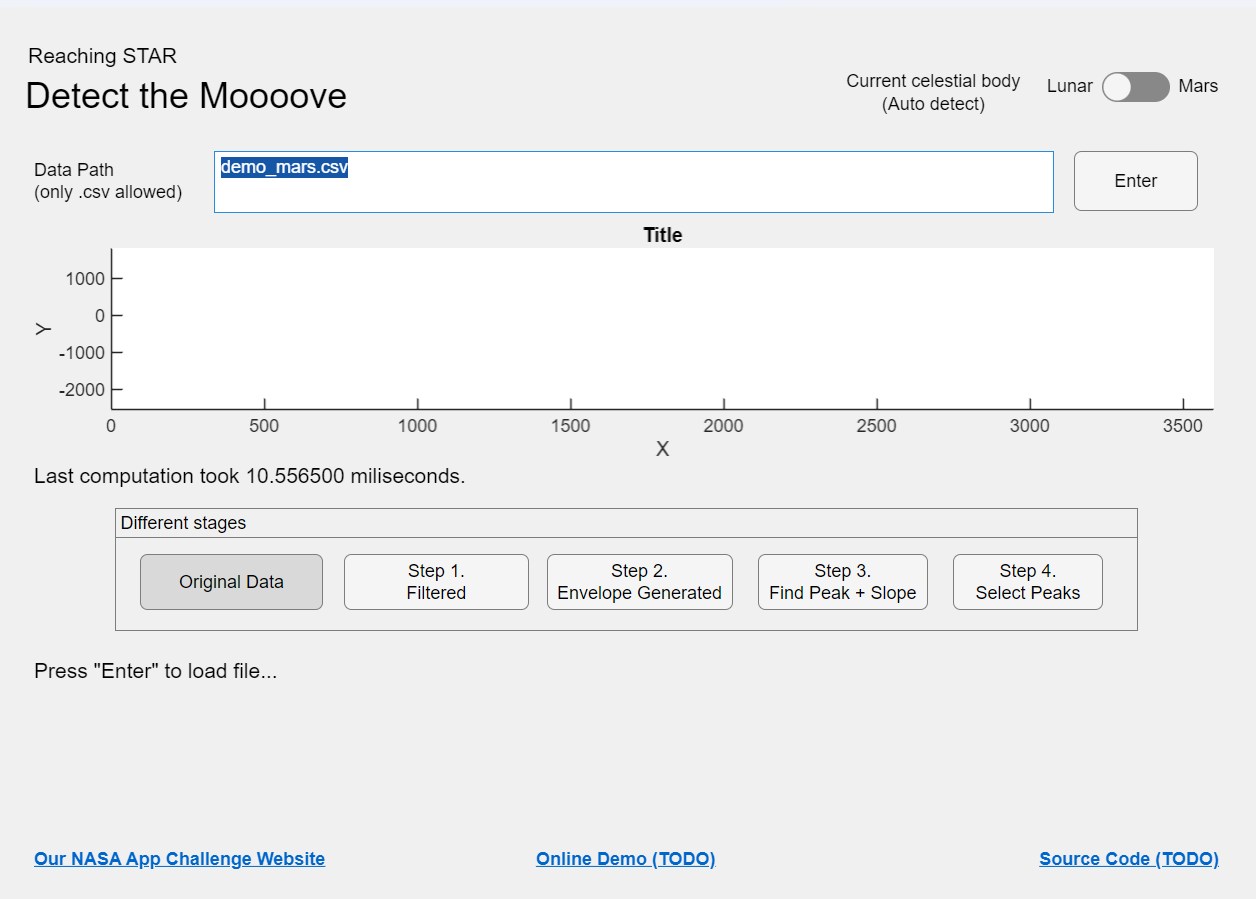 Reaching STAR
Detect the Moooove
Current celestial body
(Auto detect)
Lunar
Mars
Data Path
(only .csv allowed)
demo_mars.csv
Enter
Title
1000
0
-1000
-2000
Y
0
500
1000
1500
2000
2500
3000
3500
X
Last computation took 10.556500 miliseconds.
Different stages
Original Data
Step 1.
Filtered
Step 2.
Envelope Generated
Step 3.
Find Peak + Slope
Step 4.
Select Peaks
Press "Enter" to load file...
Our NASA App Challenge Website
Online Demo (TODO)
Source Code (TODO)